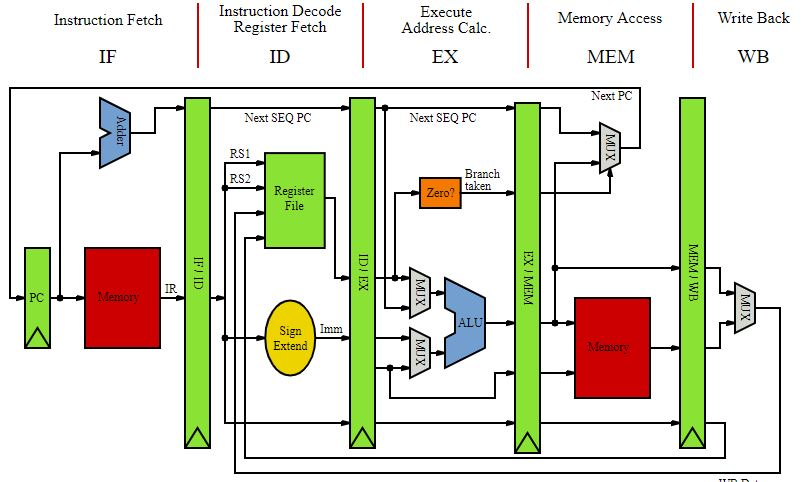 Instruction Fetch
Instruction Decode
Register Fetch
Execute
Address Calc.
Memory Access
Write Back
IF
ID
EX
MEM
WB
Next PC
Adder
Next SEQ PC
Next SEQ PC
MUX
RS1
RS2
Register
File
Branch
taken
Zero?
IF / ID
ID / EX
EX / MEM
MEM / WB
PC
Memory
IR
MUX
ALU
MUX
Sign
Extend
Imm
MUX
Memory